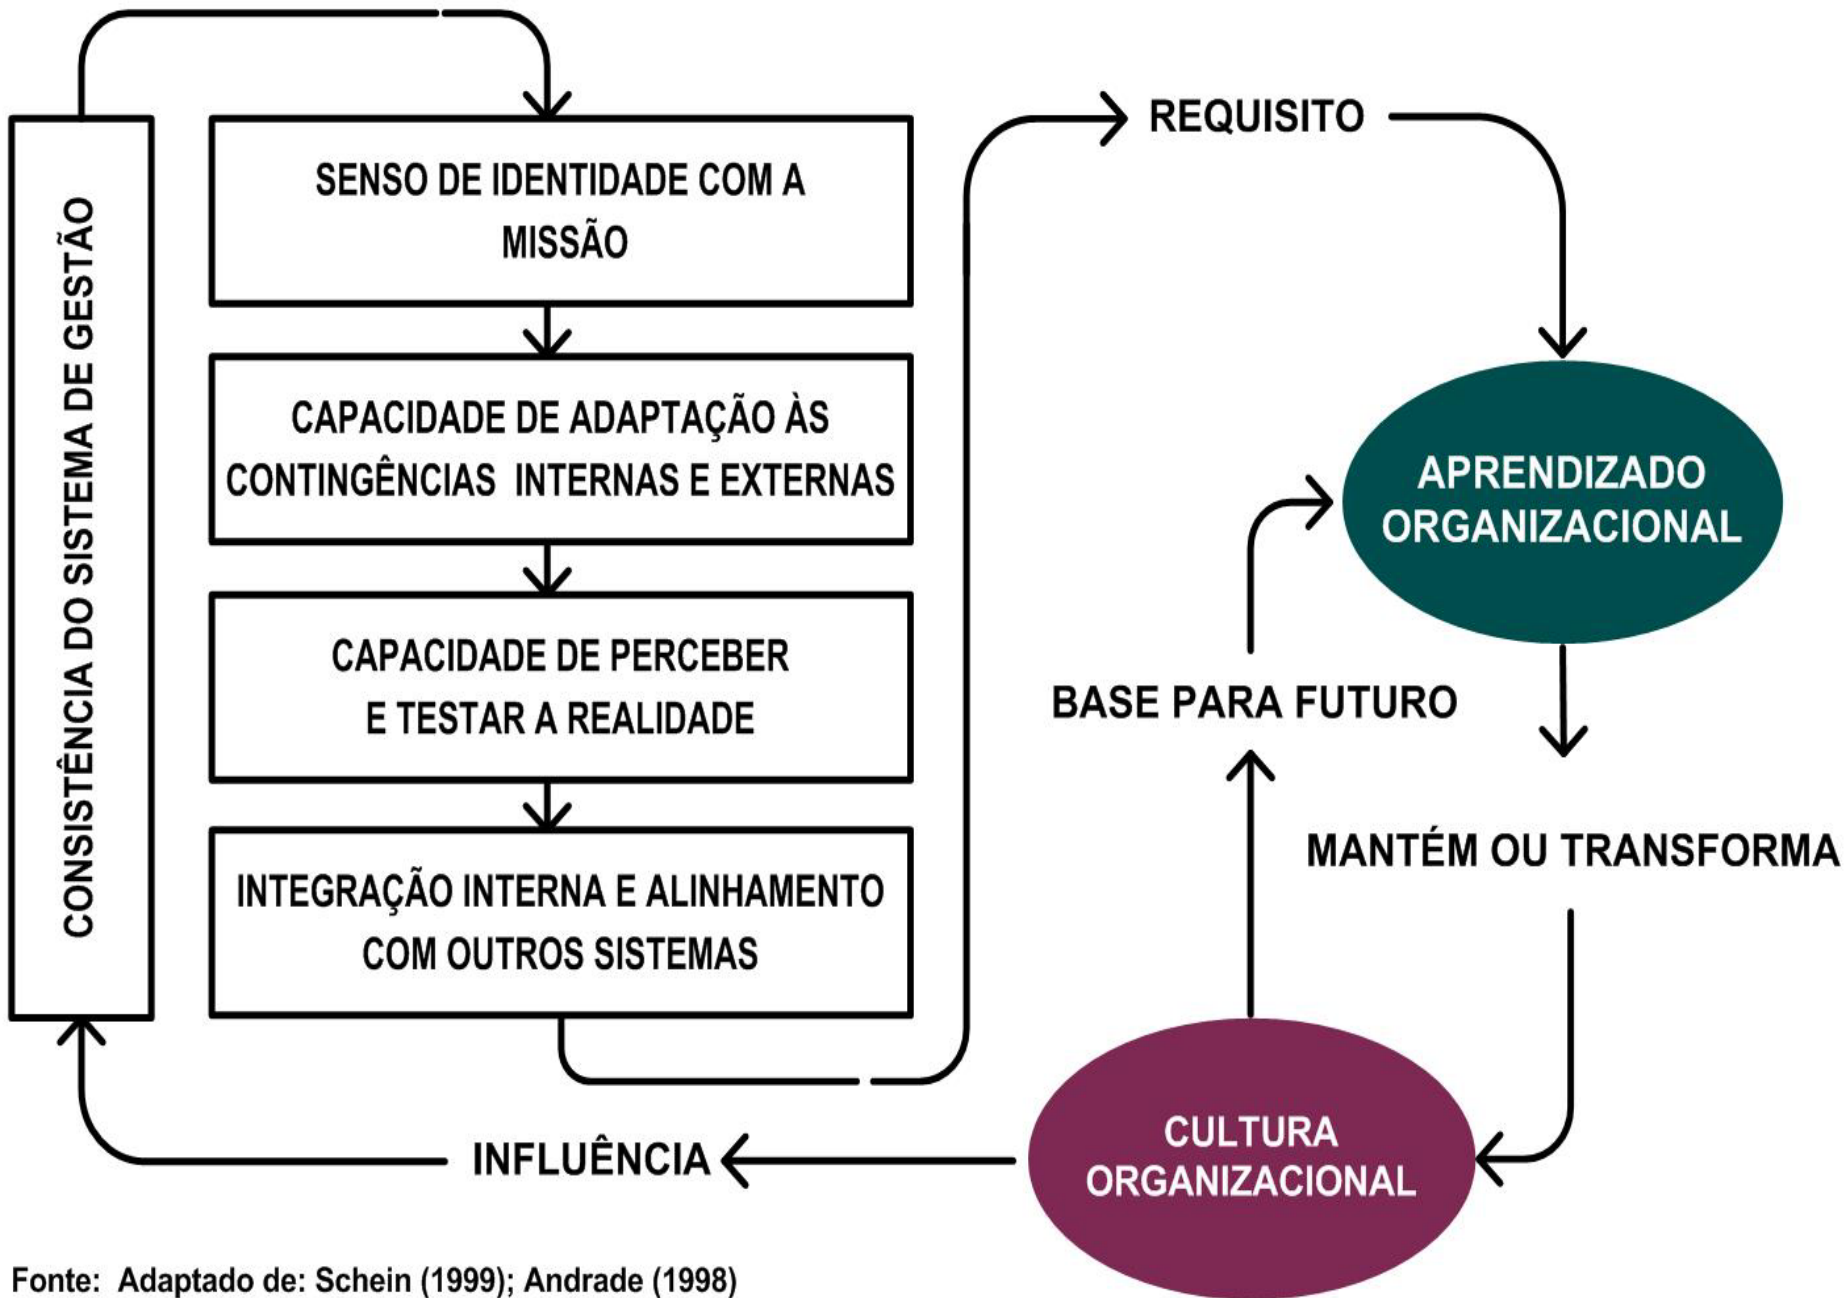 CONSISTÊNCIA DO SISTEMA DE GESTÃO
SENSO DE IDENTIDADE COM A
MISSÃO
CAPACIDADE DE ADAPTAÇÃO ÀS
CONTINGÊNCIAS INTERNAS E EXTERNAS
CAPACIDADE DE PERCEBER
E TESTAR A REALIDADE
INTEGRAÇÃO INTERNA E ALINHAMENTO
COM OUTROS SISTEMAS
REQUISITO
APRENDIZADO
ORGANIZACIONAL
BASE PARA FUTURO
MANTÉM OU TRANSFORMA
CULTURA
ORGANIZACIONAL
INFLUÊNCIA
Fonte: Adaptado de: Schein (1999); Andrade (1998)